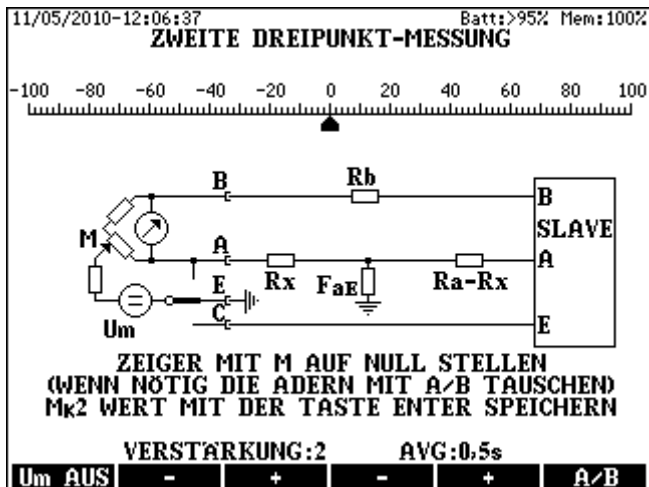 11/05/2010-12:06:37 Batt:>95% Mem:100%
ZWEITE DREIPUNKT-MESSUNG
-100 -80 -60 -40 -20 0 20 40 60 80 100
B Rb B
SLAVE
M A A
Rx FaE Ra-Rx
E
C E
Um
ZEIGER MIT M AUF NULL STELLEN
(WENN NÖTIG DIE ADERN MIT A/B TAUSCHEN)
MK2 WERT MIT DER TASTE ENTER SPEICHERN
VERSTÄRKUNG:2 AVG:0,5s
Um AUS - + - + A/B